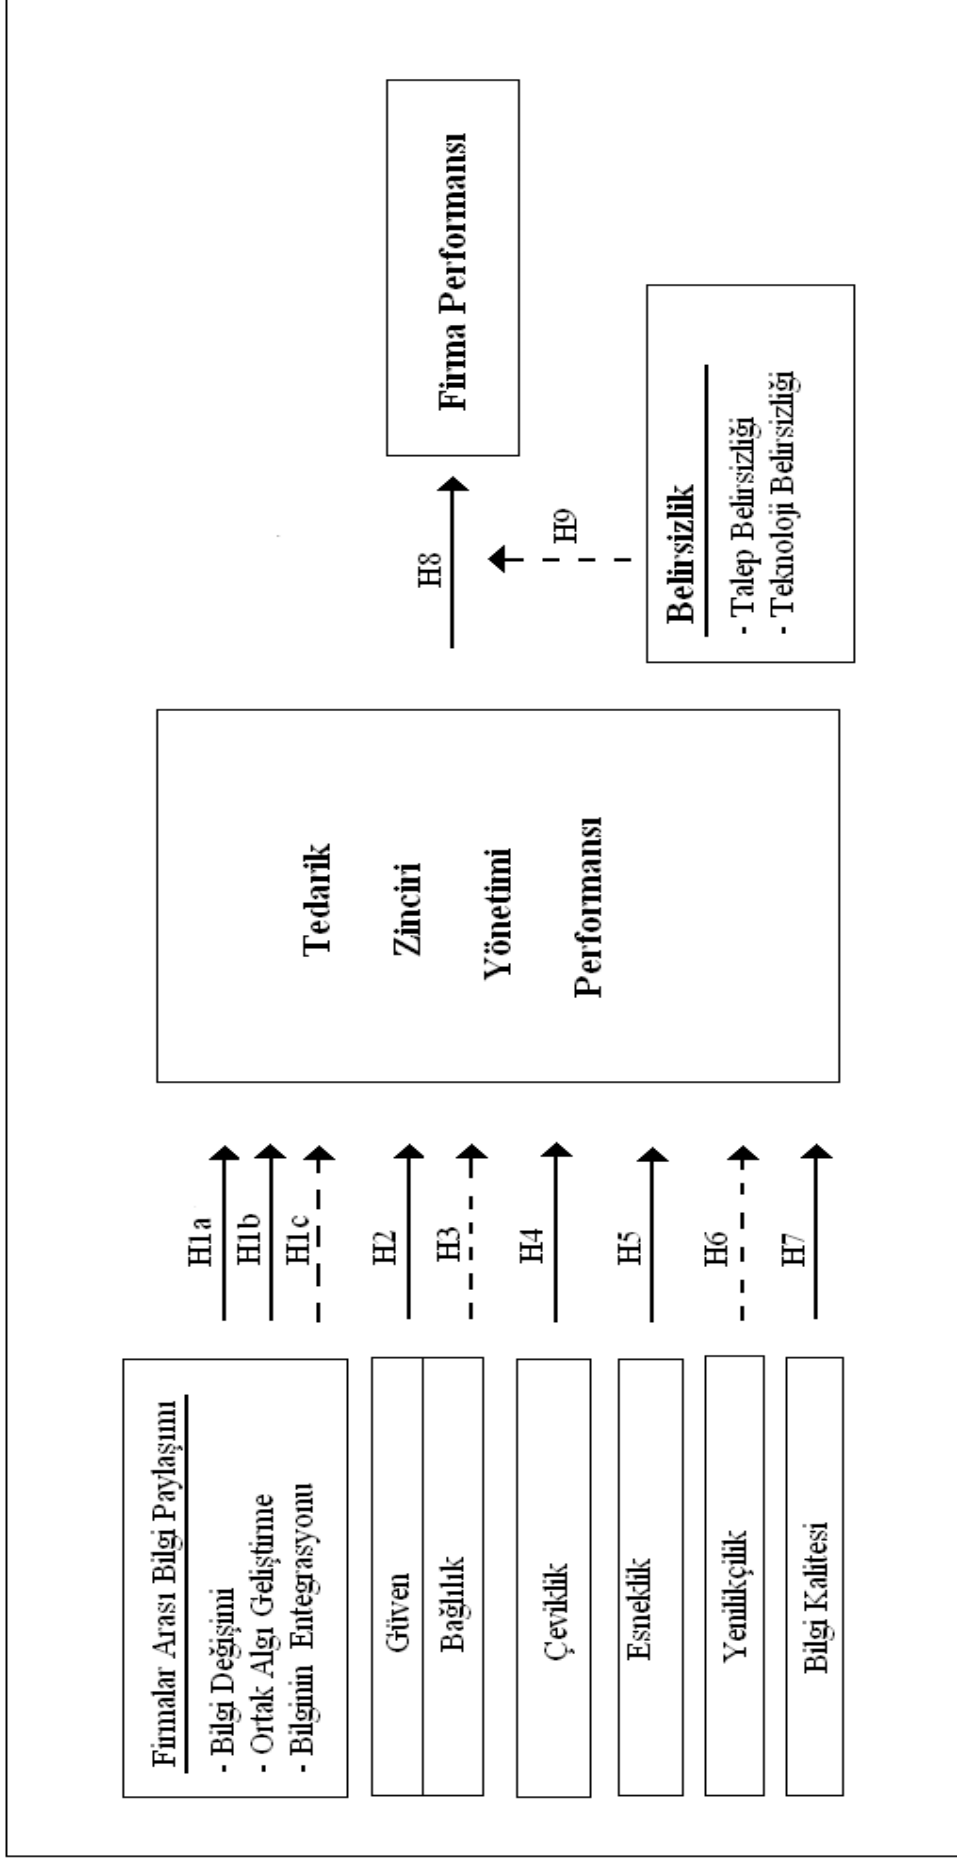 Firmalar Arası Bilgi Paylaşımı
- Bilgi Değişimi
- Ortak Algı Geliştirme
- Bilginin Entegrasyonu
Güven
Bağlılık
Çeviklik
Esneklik
Yenilikçilik
Bilgi Kalitesi
H1a
H1b
H1c
H2
H3
H4
H5
H6
H7
Tedarik
Zinciri
Yönetimi
Performansı
H8
H9
Firma Performansı
Belirsizlik
- Talep Belirsizliği
- Teknoloji Belirsizliği